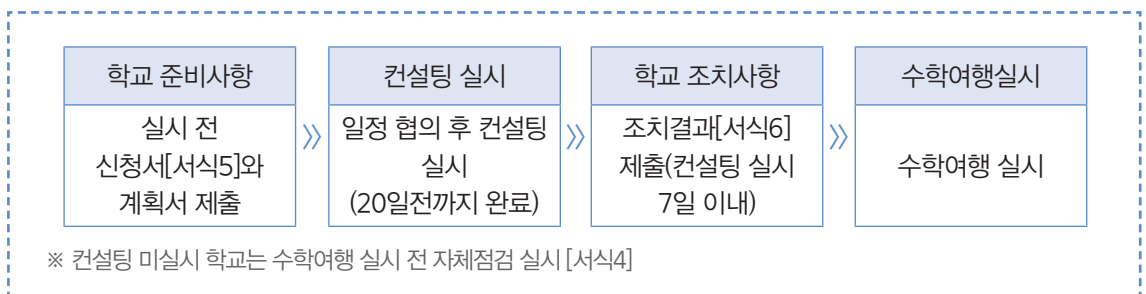 학교 준비사항
실시 전
신청서[서식5]와
계획서 제출
》
컨설팅 실시
일정 협의 후 컨설팅
실시
(20일전까지 완료)
》
학교 조치사항
조치결과[서식6]
제출(컨설팅 실시
7일 이내)
》
수학여행실시
수학여행 실시
※ 컨설팅 미실시 학교는 수학여행 실시 전 자체점검 실시 [서식4]